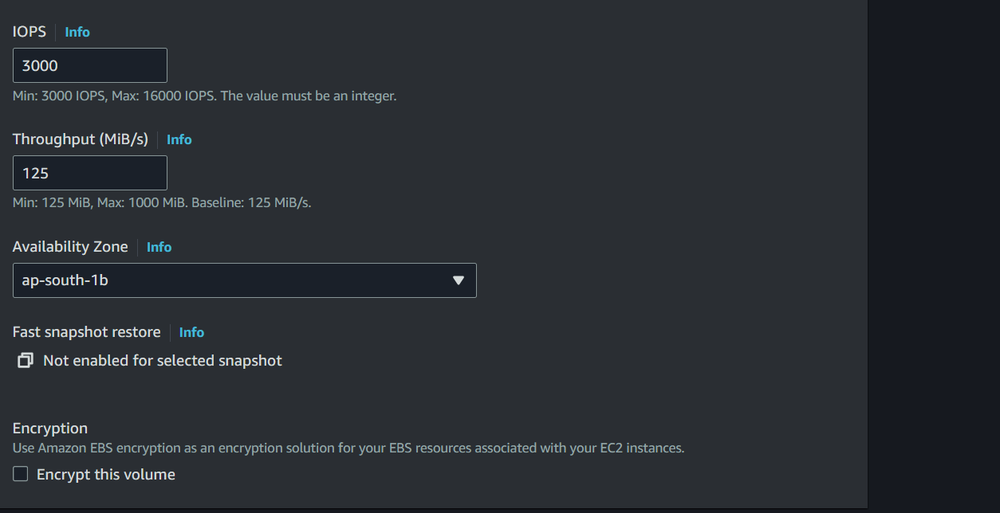 IOPS Info
3000
Min: 3000 IOPS, Max: 16000 IOPS. The value must be an integer.
Throughput (MiB/s) Info
125
Min: 125 MiB, Max: 1000 MiB. Baseline: 125 MiB/s.
Availability Zone Info
ap-south-1b
Fast snapshot restore Info
Not enabled for selected snapshot
Encryption
Use Amazon EBS encryption as an encryption solution for your EBS resources associated with your EC2 instances.
Encrypt this volume